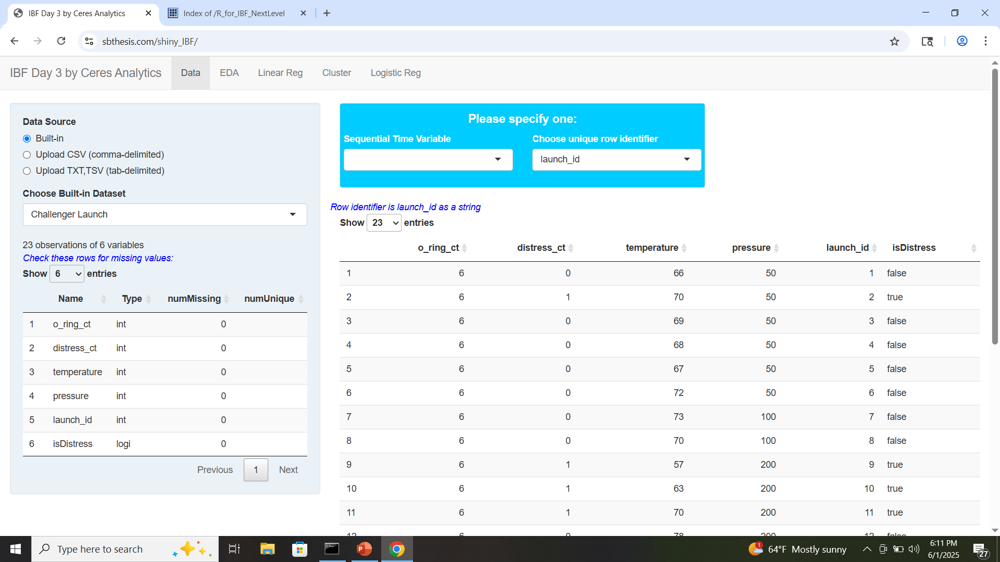 IBF Day 3 by Ceres Analytics
Index of /R_for_IBF_NextLevel
sbthesis.com/shiny_IBF/
IBF Day 3 by Ceres Analytics Data EDA Linear Reg Cluster Logistic Reg
Data Source
Built-in
Upload CSV (comma-delimited)
Upload TXT,TSV (tab-delimited)
Choose Built-in Dataset
Challenger Launch
23 observations of 6 variables
Check these rows for missing values:
Show 6 entries
Name Type numMissing numUnique
1 o_ring_ct int 0
2 distress_ct int 0
3 temperature int 0
4 pressure int 0
5 launch_id int 0
6 isDistress logi 0
Previous 1 Next
Please specify one:
Sequential Time Variable Choose unique row identifier
launch_id
Row identifier is launch_id as a string
Show 23 entries
o_ring_ct distress_ct temperature pressure launch_id isDistress
1 6 0 66 50 1 false
2 6 1 70 50 2 true
3 6 0 69 50 3 false
4 6 0 68 50 4 false
5 6 0 67 50 5 false
6 6 0 72 50 6 false
7 6 0 73 100 7 false
8 6 0 70 100 8 false
9 6 1 57 200 9 true
10 6 1 63 200 10 true
11 6 1 70 200 11 true
12 6 0 78 200 12 false
Type here to search
1
64°F Mostly sunny
6:11 PM
6/1/2025
27